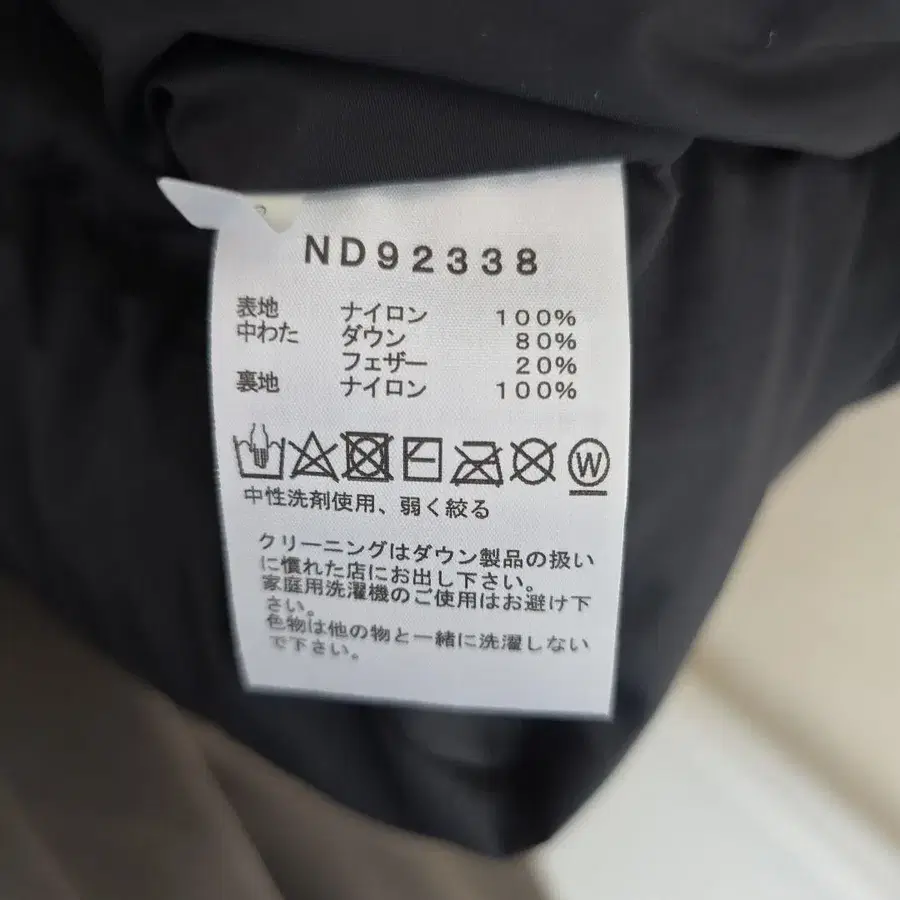 ND92338
表地 ナイロン 100%
中わた ダウン 80%
フェザー 20%
裏地 ナイロン 100%
W
中性洗剤使用、弱く絞る
クリーニングはダウン製品の扱い
に慣れた店にお出し下さい。
家庭用洗濯機のご使用はお避け下
さい。
色物は他の物と一緒に洗濯しない
で下さい。